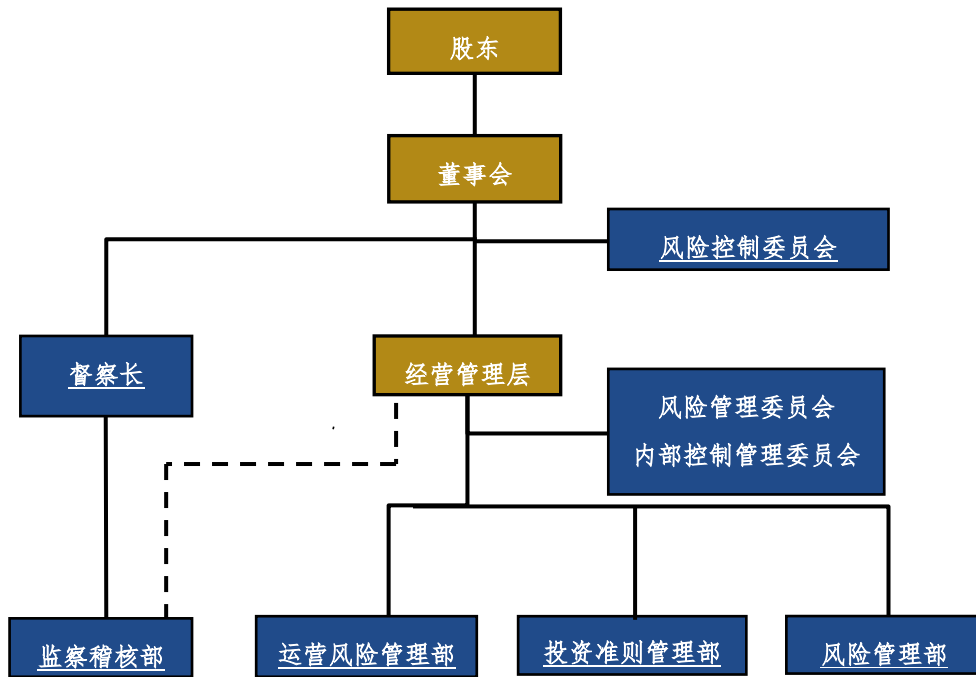 股东
董事会
风险控制委员会
督察长
经营管理层
风险管理委员会
内部控制管理委员会
监察稽核部
运营风险管理部
投资准则管理部
风险管理部